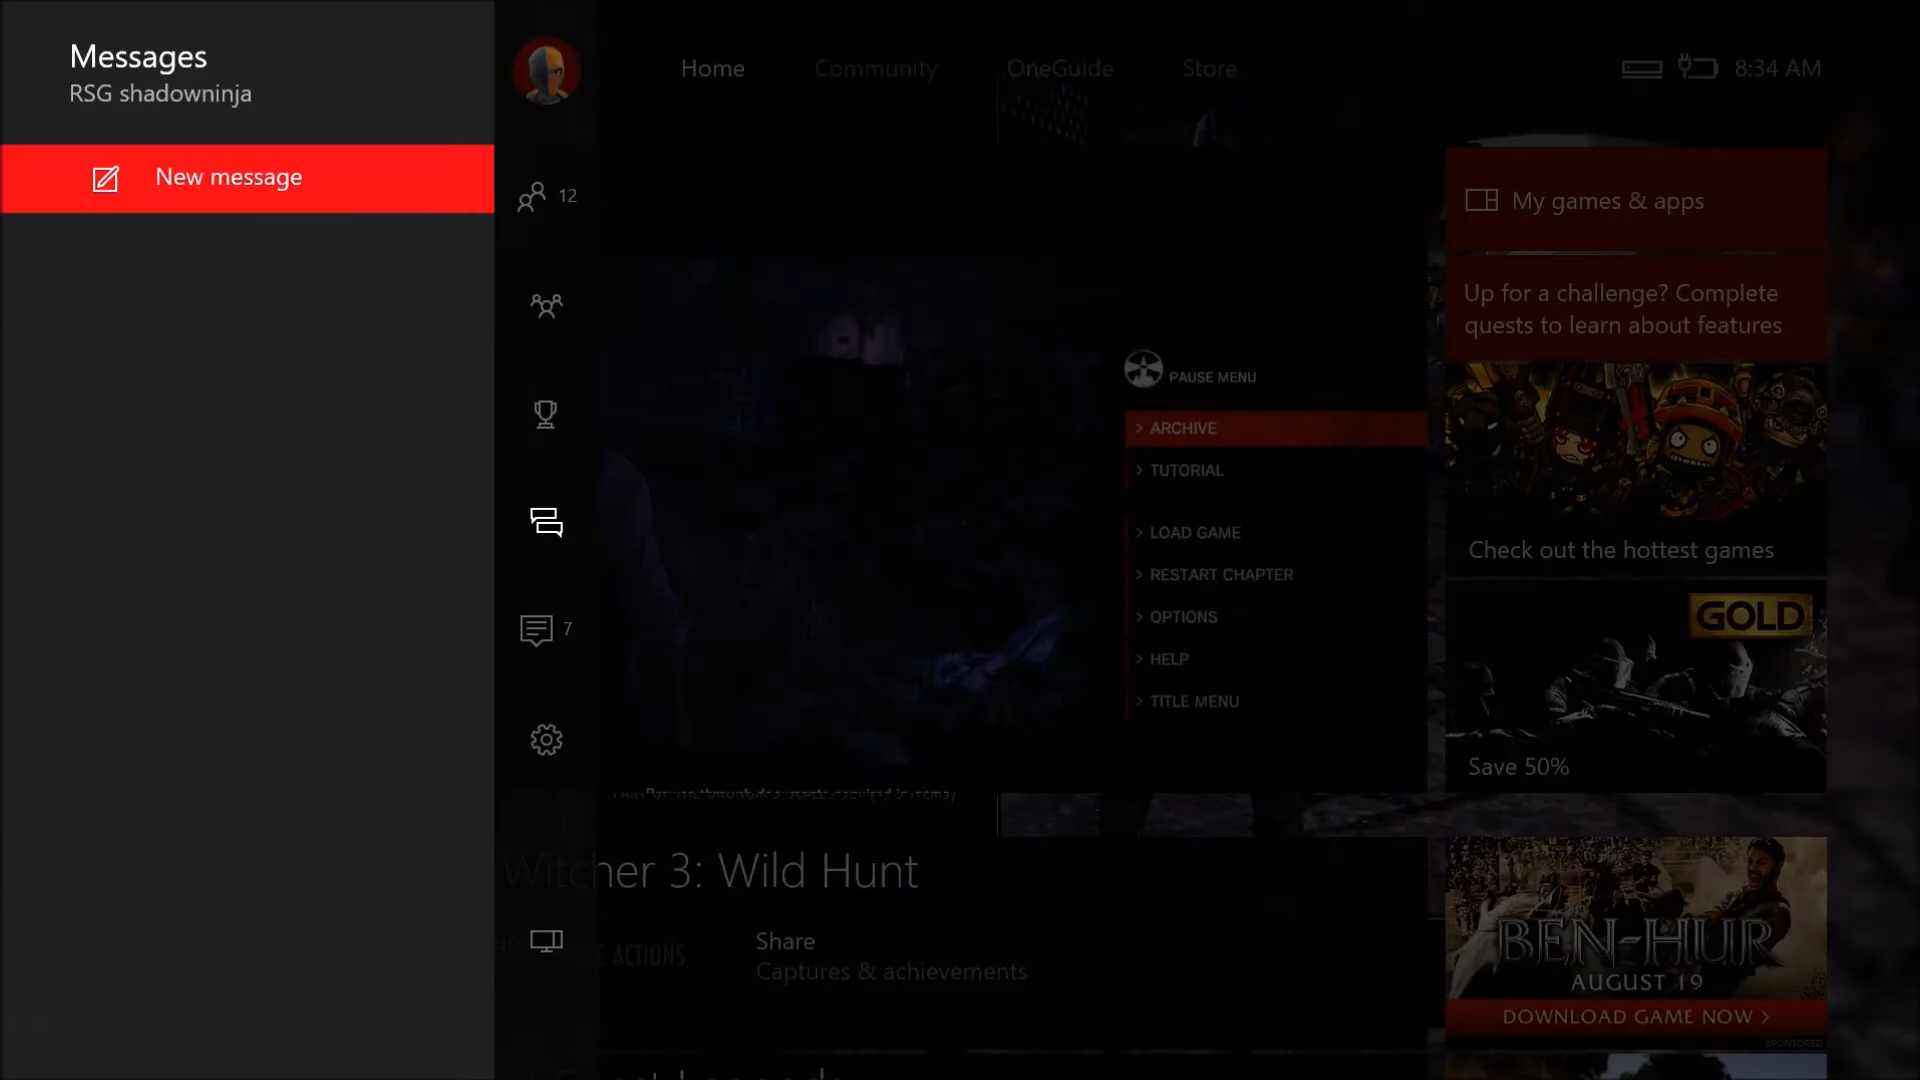 Messages
RSG shadowninja
New message
12
7
Home
Community
OneGuide
Store
8:34 AM
PAUSE MENU
> ARCHIVE
> TUTORIAL
> LOAD GAME
> RESTART CHAPTER
> OPTIONS
> HELP
> TITLE MENU
My games & apps
Up for a challenge? Complete
quests to learn about features
Check out the hottest games
GOLD
Save 50%
Witcher 3: Wild Hunt
ACTIONS
Share
Captures & achievements
BEN-HUR
AUGUST 19
DOWNLOAD GAME NOW >
SPONSORED